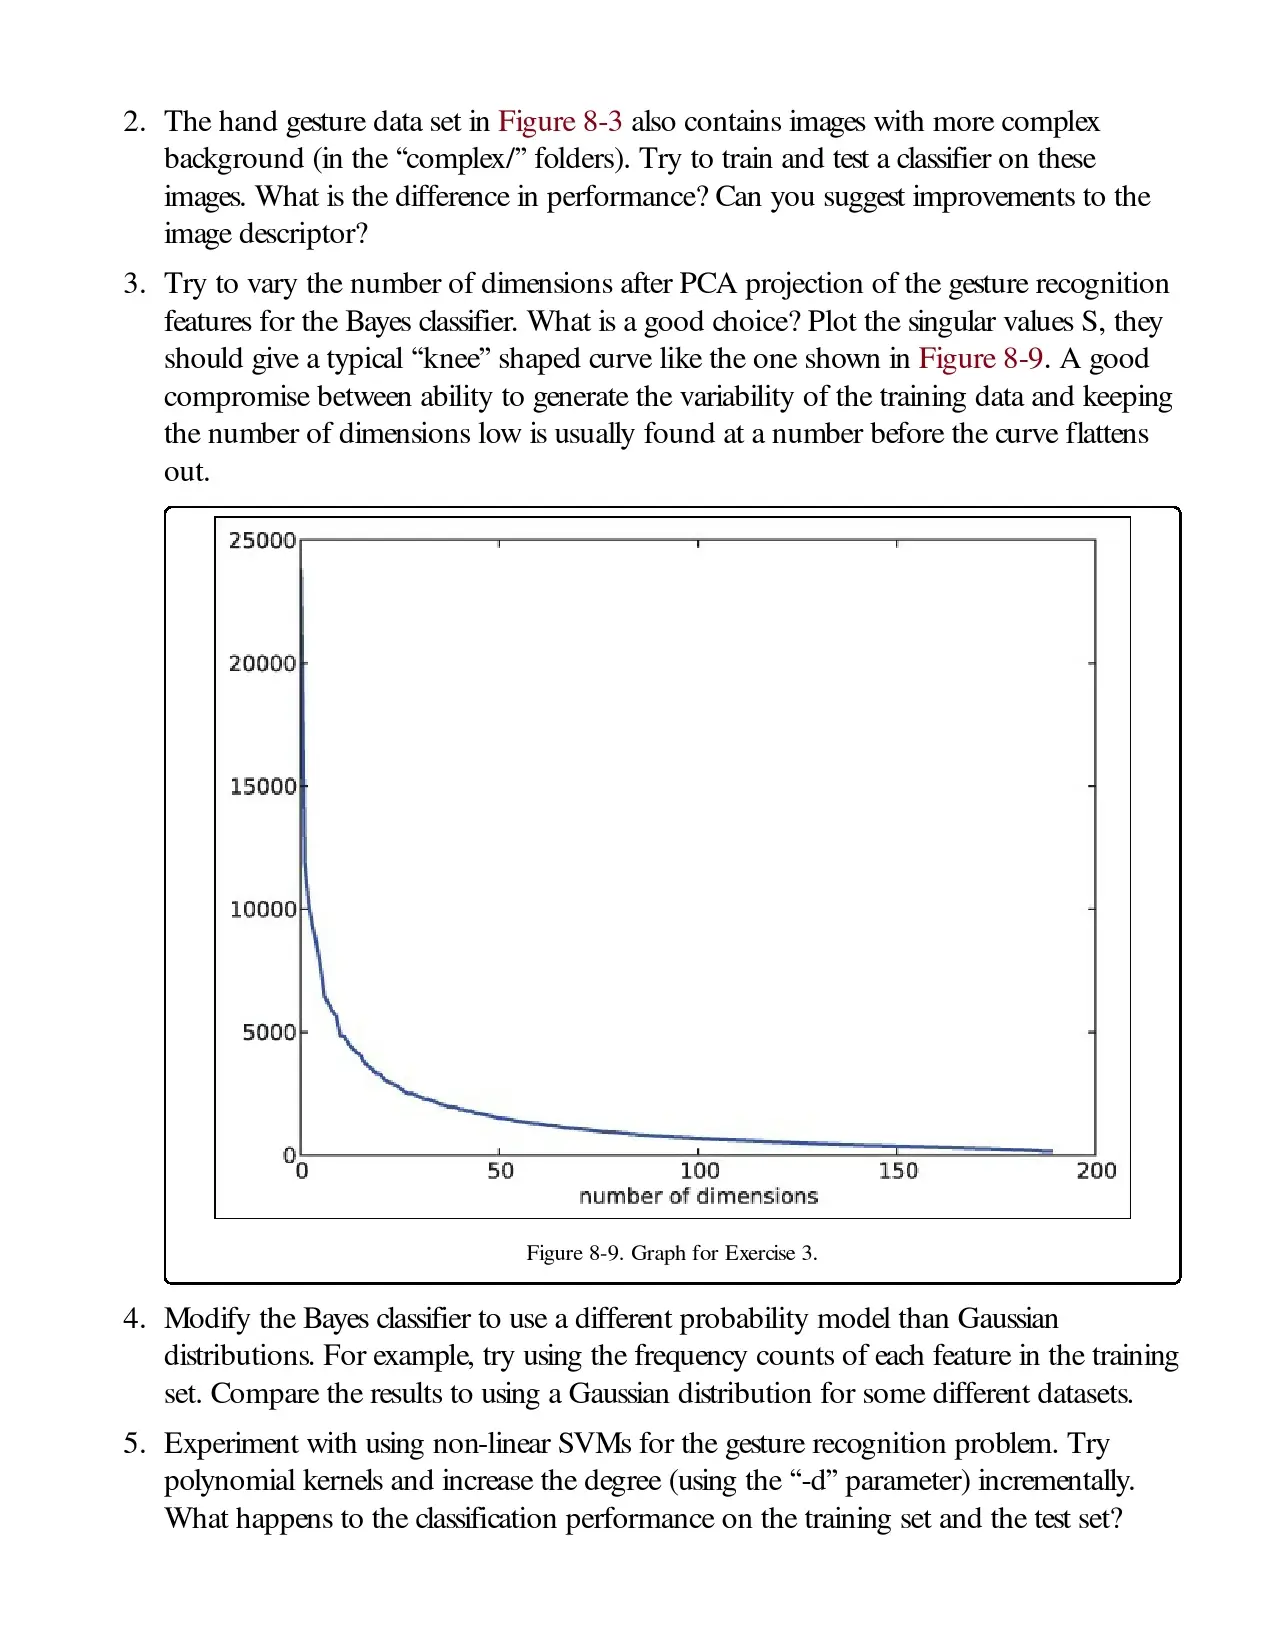 2. The hand gesture data set in Figure 8-3 also contains images with more complex
background (in the “complex/” folders). Try to train and test a classifier on these
images. What is the difference in performance? Can you suggest improvements to the
image descriptor?
3. Try to vary the number of dimensions after PCA projection of the gesture recognition
features for the Bayes classifier. What is a good choice? Plot the singular values S, they
should give a typical “knee” shaped curve like the one shown in Figure 8-9. A good
compromise between ability to generate the variability of the training data and keeping
the number of dimensions low is usually found at a number before the curve flattens
out.
25000
20000
15000
10000
5000
0
0 50 100 150 200
number of dimensions
Figure 8-9. Graph for Exercise 3.
4. Modify the Bayes classifier to use a different probability model than Gaussian
distributions. For example, try using the frequency counts of each feature in the training
set. Compare the results to using a Gaussian distribution for some different datasets.
5. Experiment with using non-linear SVMs for the gesture recognition problem. Try
polynomial kernels and increase the degree (using the “-d” parameter) incrementally.
What happens to the classification performance on the training set and the test set?